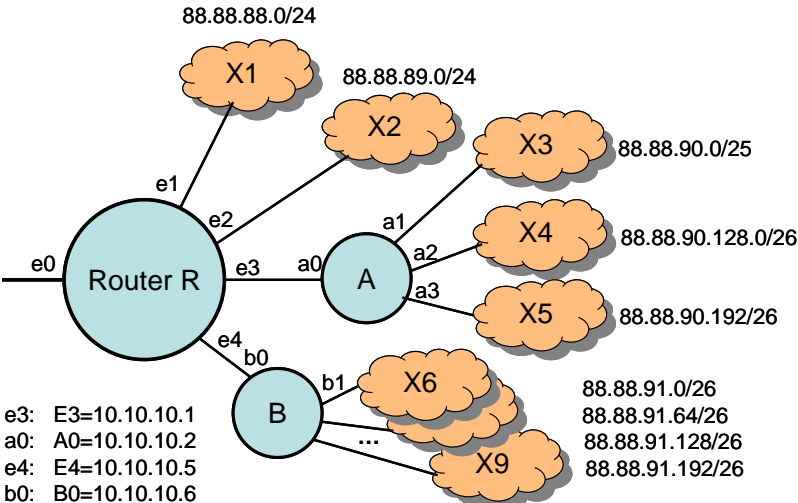 88.88.88.0/24
X1
88.88.89.0/24
X2
X3
88.88.90.0/25
e1
e2
a1
X4
88.88.90.128.0/26
e0
Router R
e3
a0
A
a2
a3
X5
88.88.90.192/26
e4
b0
b1
X6
B
...
X9
88.88.91.0/26
88.88.91.64/26
88.88.91.128/26
88.88.91.192/26
e3: E3=10.10.10.1
a0: A0=10.10.10.2
e4: E4=10.10.10.5
b0: B0=10.10.10.6